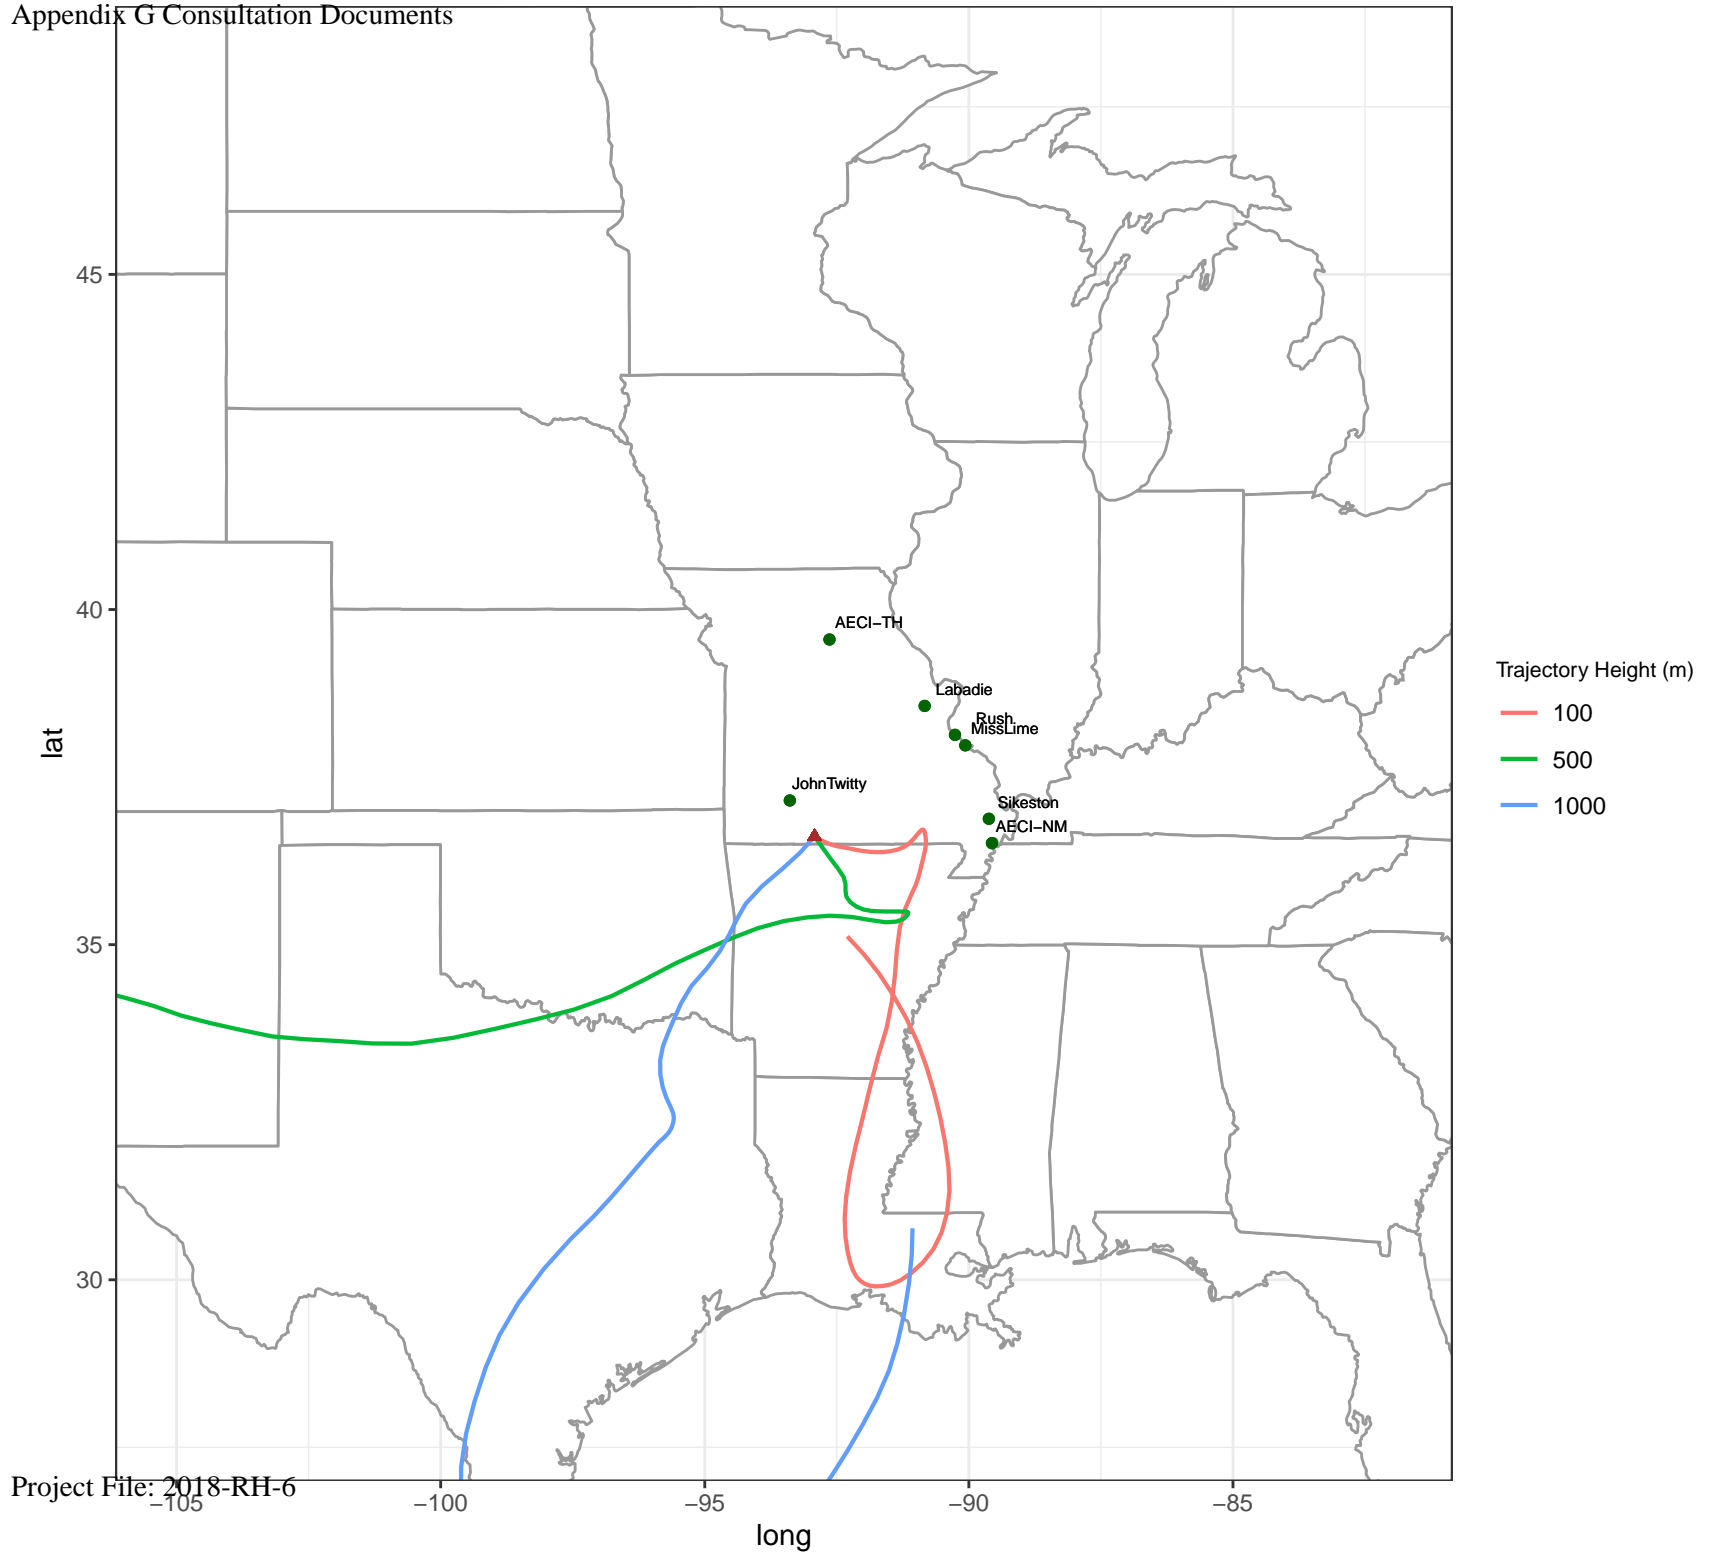 Appendix G Consultation Documents
45
40
35
30
lat
AECI−TH
Labadie
Rush
MissLime
JohnTwitty
Sikeston
AECI−NM
Trajectory Height (m)
100
500
1000
Project File: 2018-RH-6
−105
−100
−95
−90
−85
long